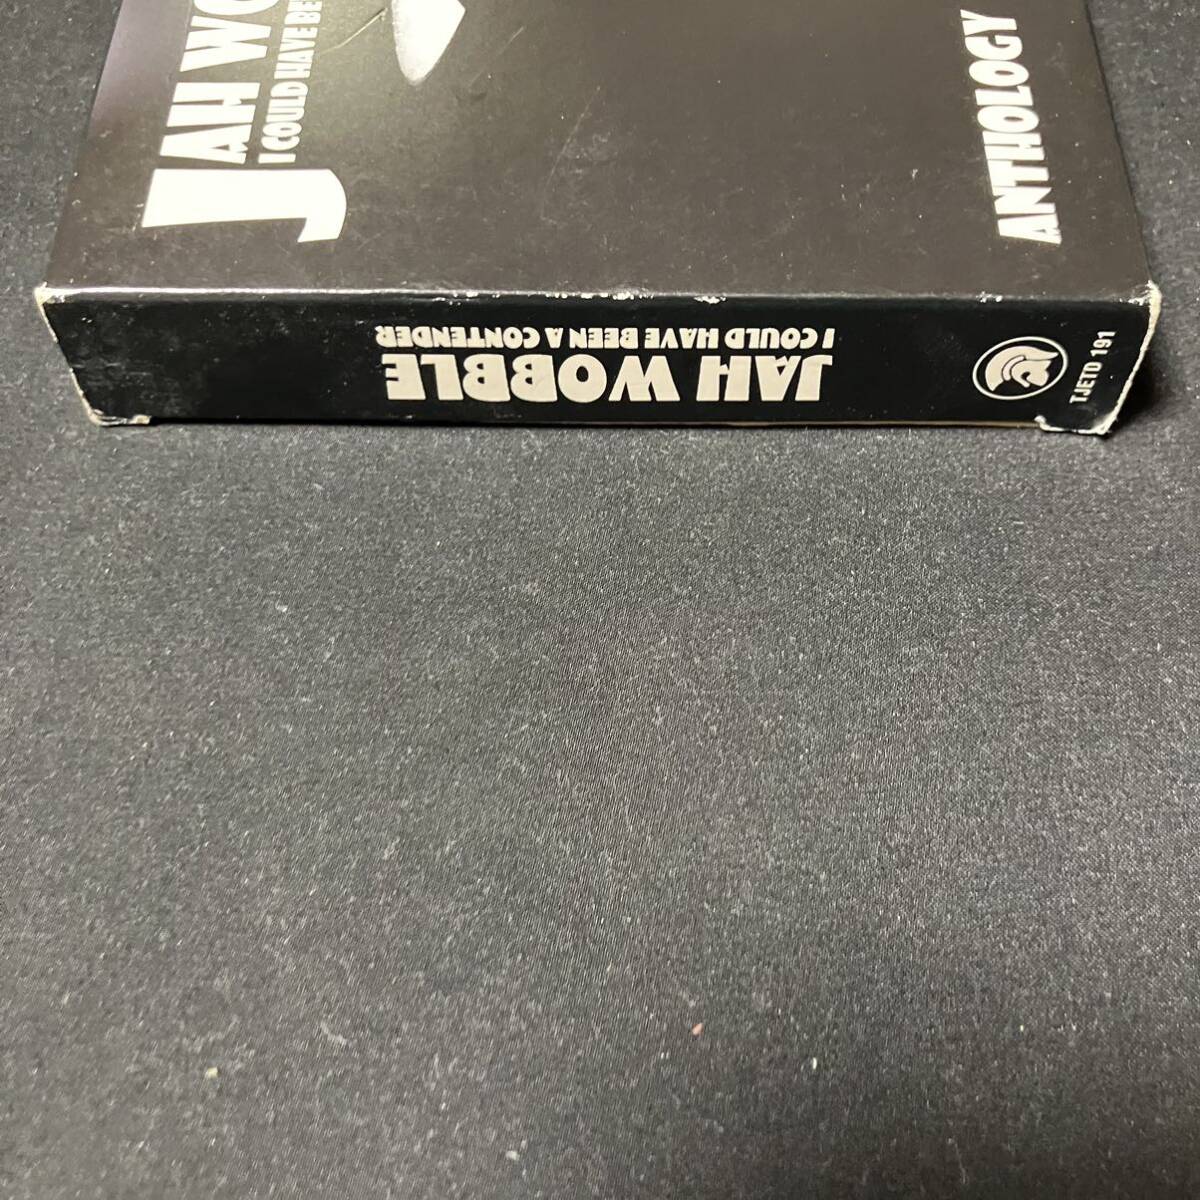 JAH WO
I COULD HAVE BE
ANTHOLOGY
JAH WOBBLE
I COULD HAVE BEEN A CONTENDER
TJETD 191